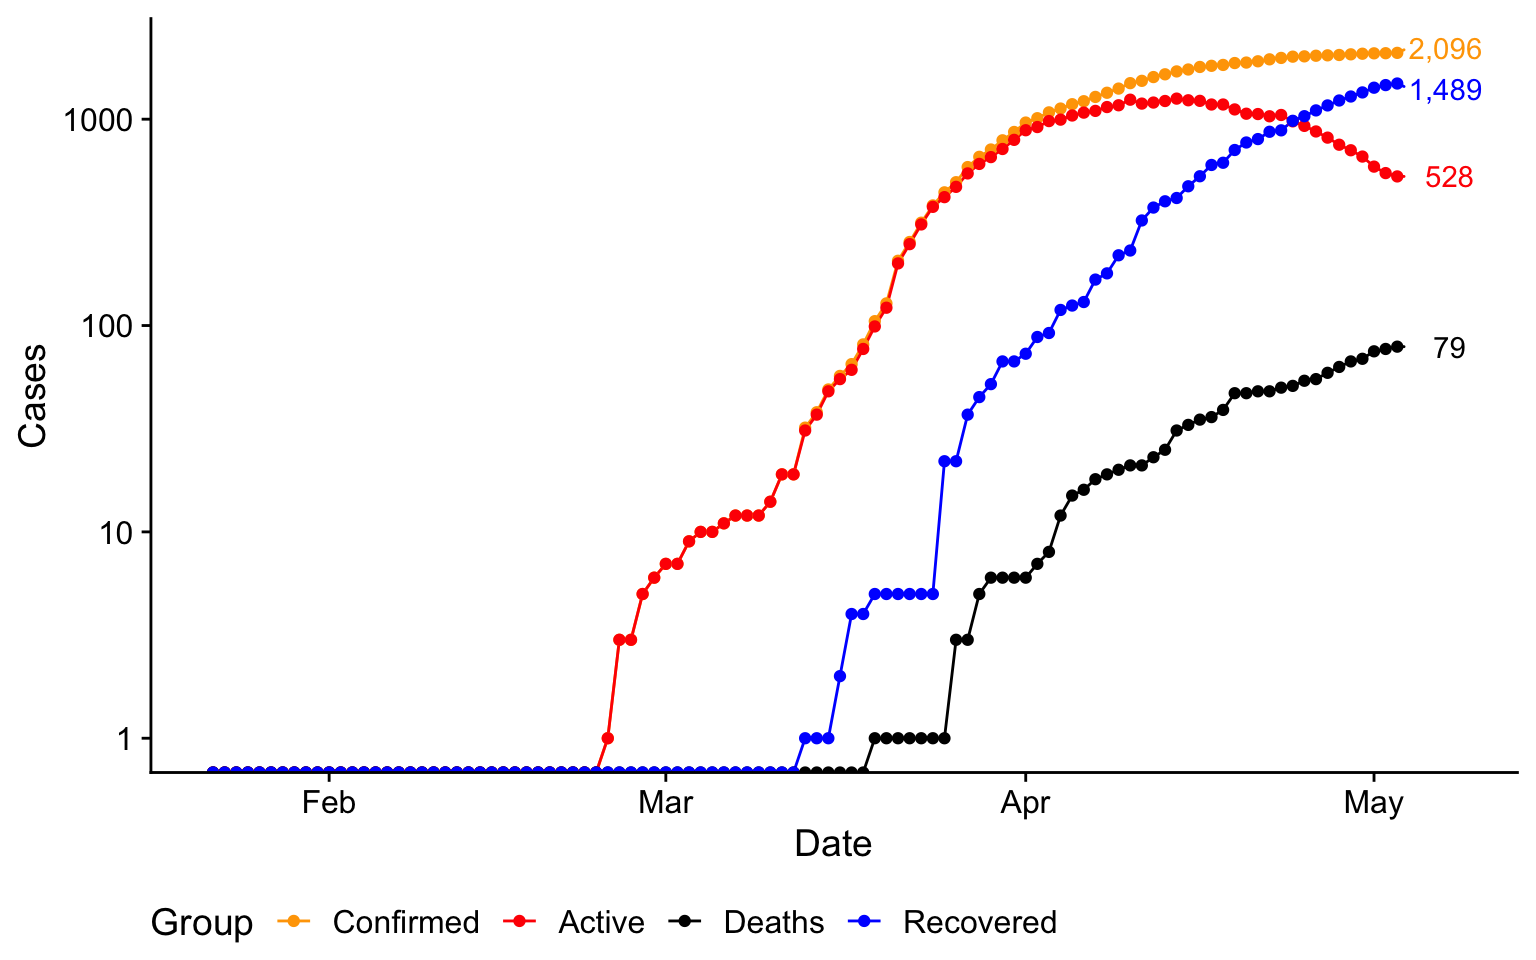 2,096
1,489
528
79
1000
100
10
1
Cases
Feb Mar Apr May
Date
Group Confirmed Active Deaths Recovered